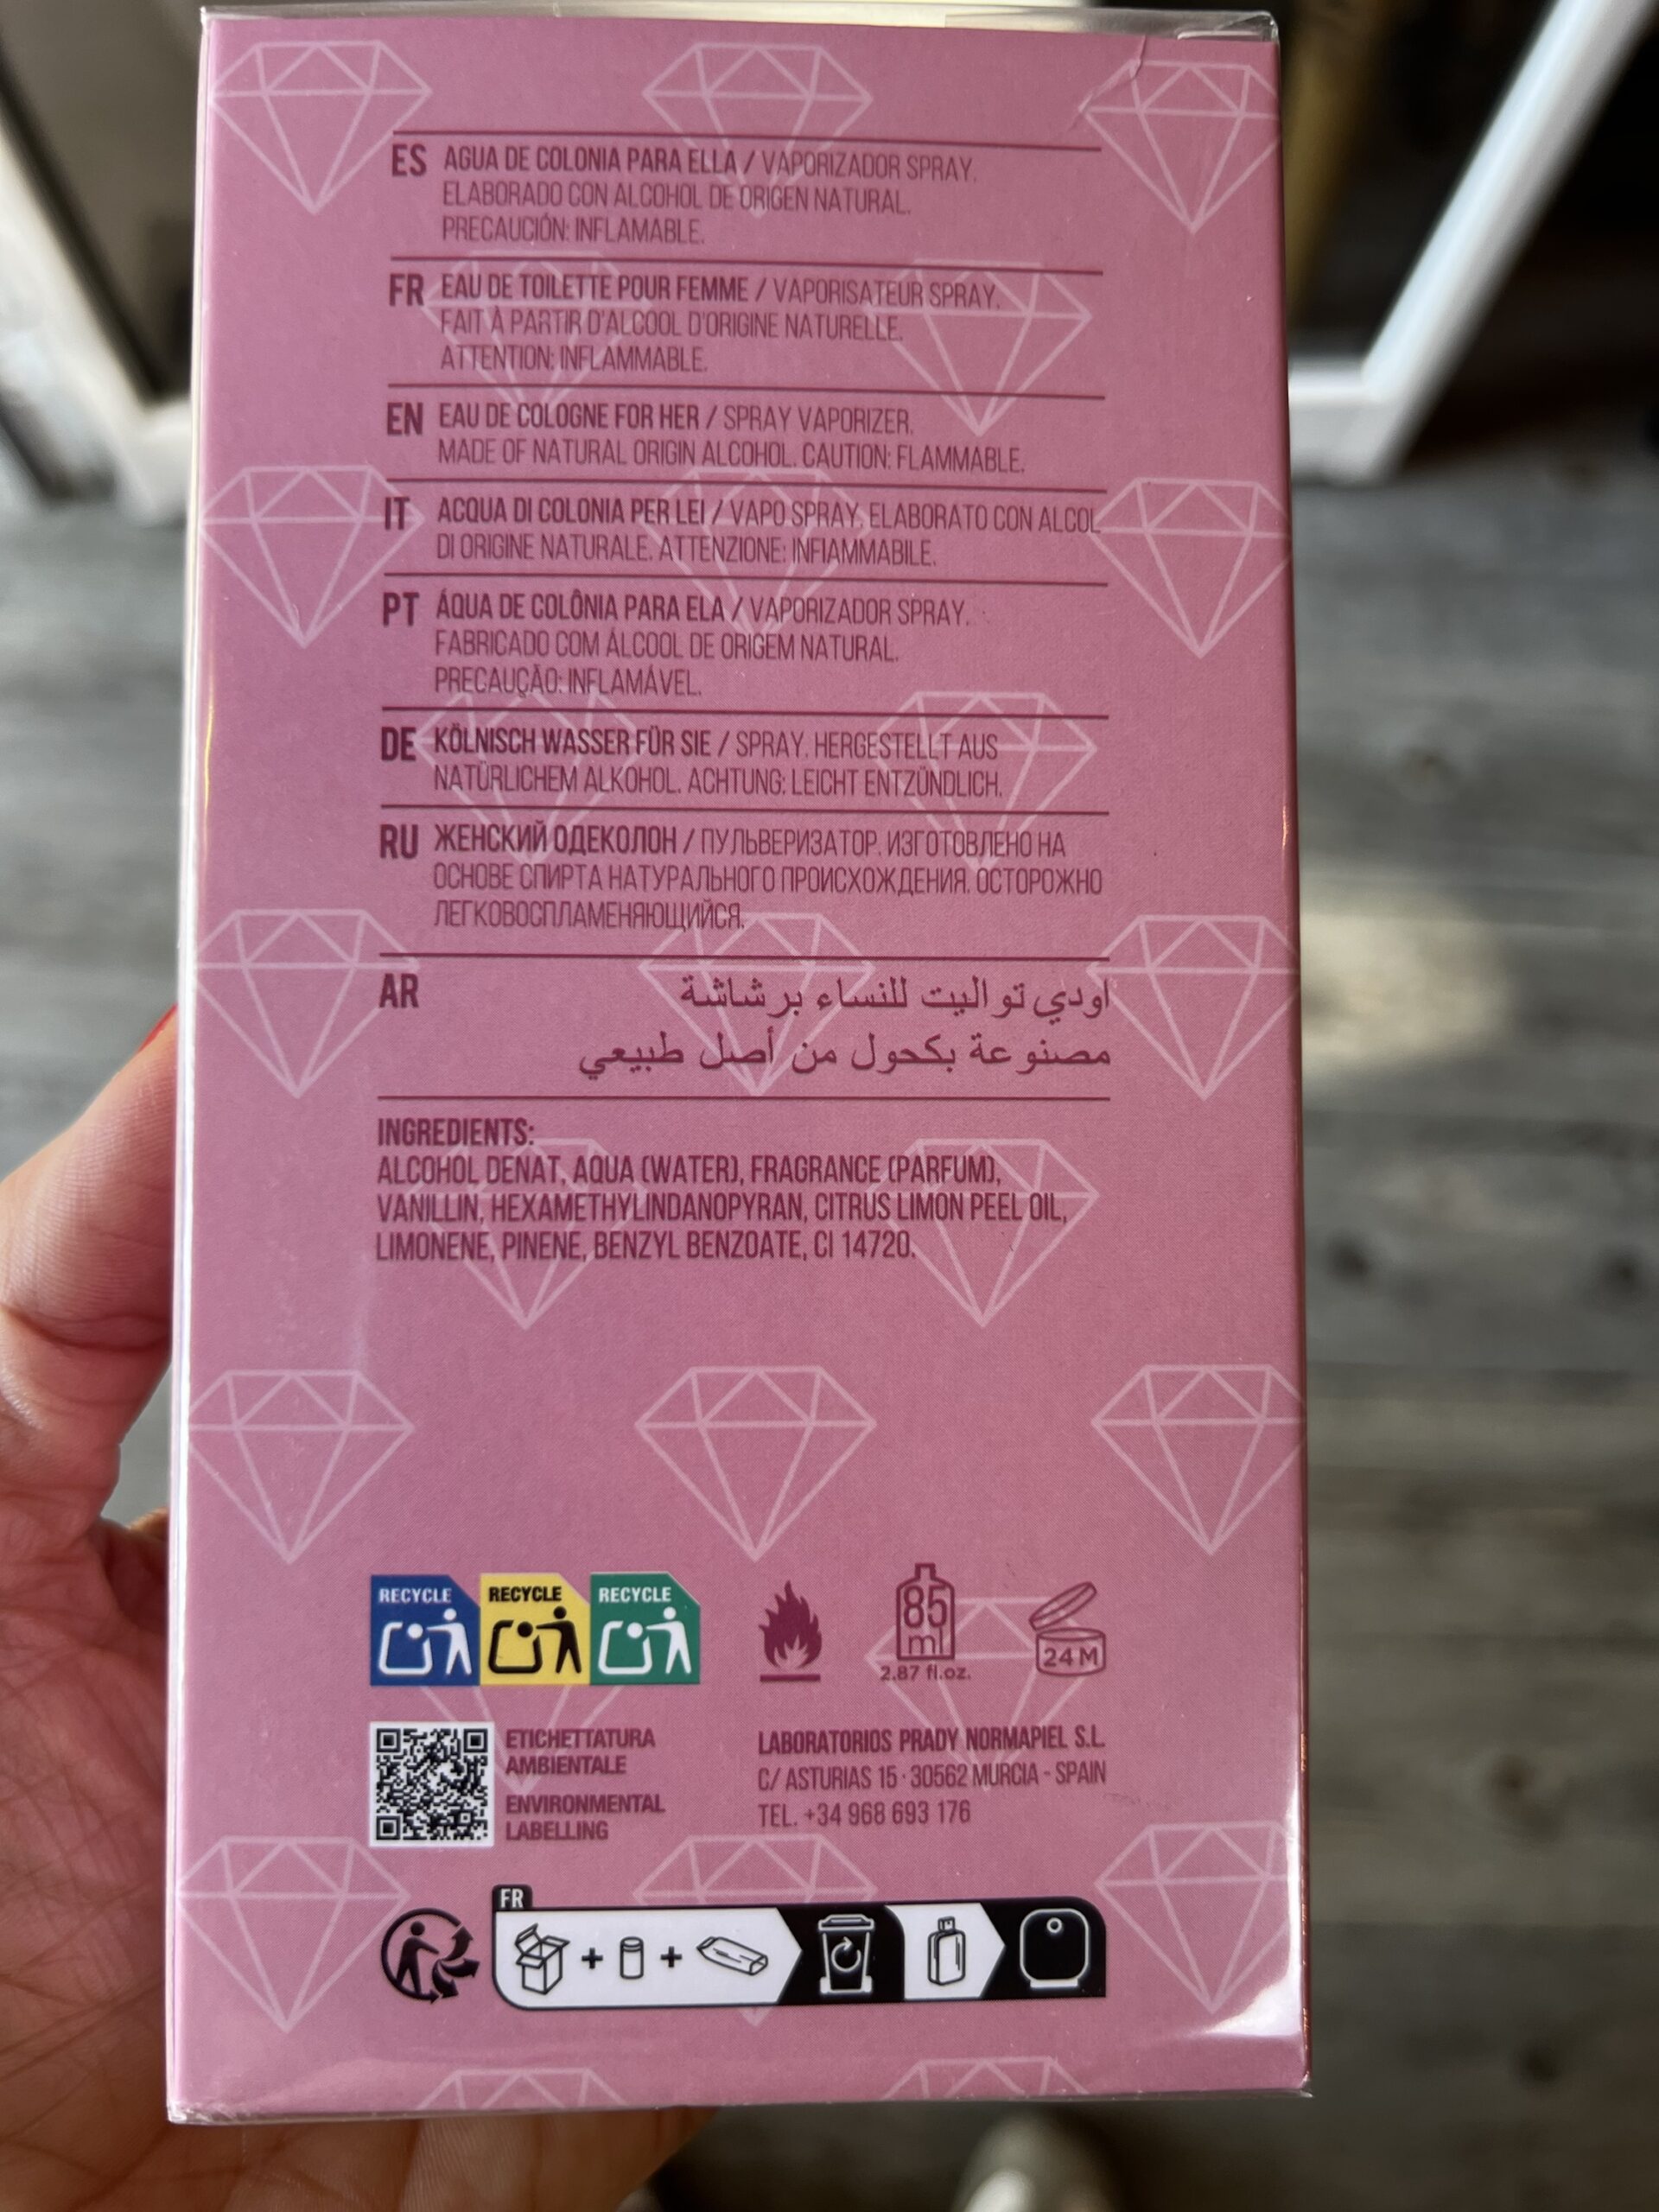 ES AGUA DE COLONIA PARA ELLA / VAPORIZADOR SPRAY.
ELABORADO CON ALCOHOL DE ORIGEN NATURAL.
PRECAUCIÓN: INFLAMABLE.
FR EAU DE TOILETTE POUR FEMME / VAPORISATEUR SPRAY.
FAIT À PARTIR D'ALCOOL D'ORIGINE NATURELLE.
ATTENTION: INFLAMMABLE.
EN EAU DE COLOGNE FOR HER / SPRAY VAPORIZER.
MADE OF NATURAL ORIGIN ALCOHOL. CAUTION: FLAMMABLE.
IT ACQUA DI COLONIA PER LEI / VAPO SPRAY. ELABORATO CON ALCOL
DI ORIGINE NATURALE. ATTENZIONE: INFIAMMABILE.
PT ÁQUA DE COLÔNIA PARA ELA / VAPORIZADOR SPRAY.
FABRICADO COM ÁLCOOL DE ORIGEM NATURAL.
PRECAUÇÃO: INFLAMÁVEL.
DE KÖLNISCH WASSER FÜR SIE / SPRAY. HERGESTELLT AUS
NATÜRLICHEM ALKOHOL. ACHTUNG: LEICHT ENTZÜNDLICH.
RU ЖЕНСКИЙ ОДЕКОЛОН / ПУЛЬВЕРИЗАТОР. ИЗГОТОВЛЕНО НА
ОСНОВЕ СПИРТА НАТУРАЛЬНОГО ПРОИСХОЖДЕНИЯ. ОСТОРОЖНО
ЛЕГКОВОСПЛАМЕНЯЮЩИЙСЯ.
AR اودي تو اليت للنساء بر شاشة
مصنوعة بكحول من أصل طبيعي
INGREDIENTS:
ALCOHOL DENAT, AQUA (WATER), FRAGRANCE (PARFUM),
VANILLIN, HEXAMETHYLINDANOPYRAN, CITRUS LIMON PEEL OIL,
LIMONENE, PINENE, BENZYL BENZOATE, CI 14720.
RECYCLE RECYCLE RECYCLE
85
ml
2.87 fl.oz.
24 M
ETICHETTATURA
AMBIENTALE
ENVIRONMENTAL
LABELLING
LABORATORIOS PRADY NORMAPIEL S.L.
C/ ASTURIAS 15 · 30562 MURCIA - SPAIN
TEL. +34 968 693 176
FR